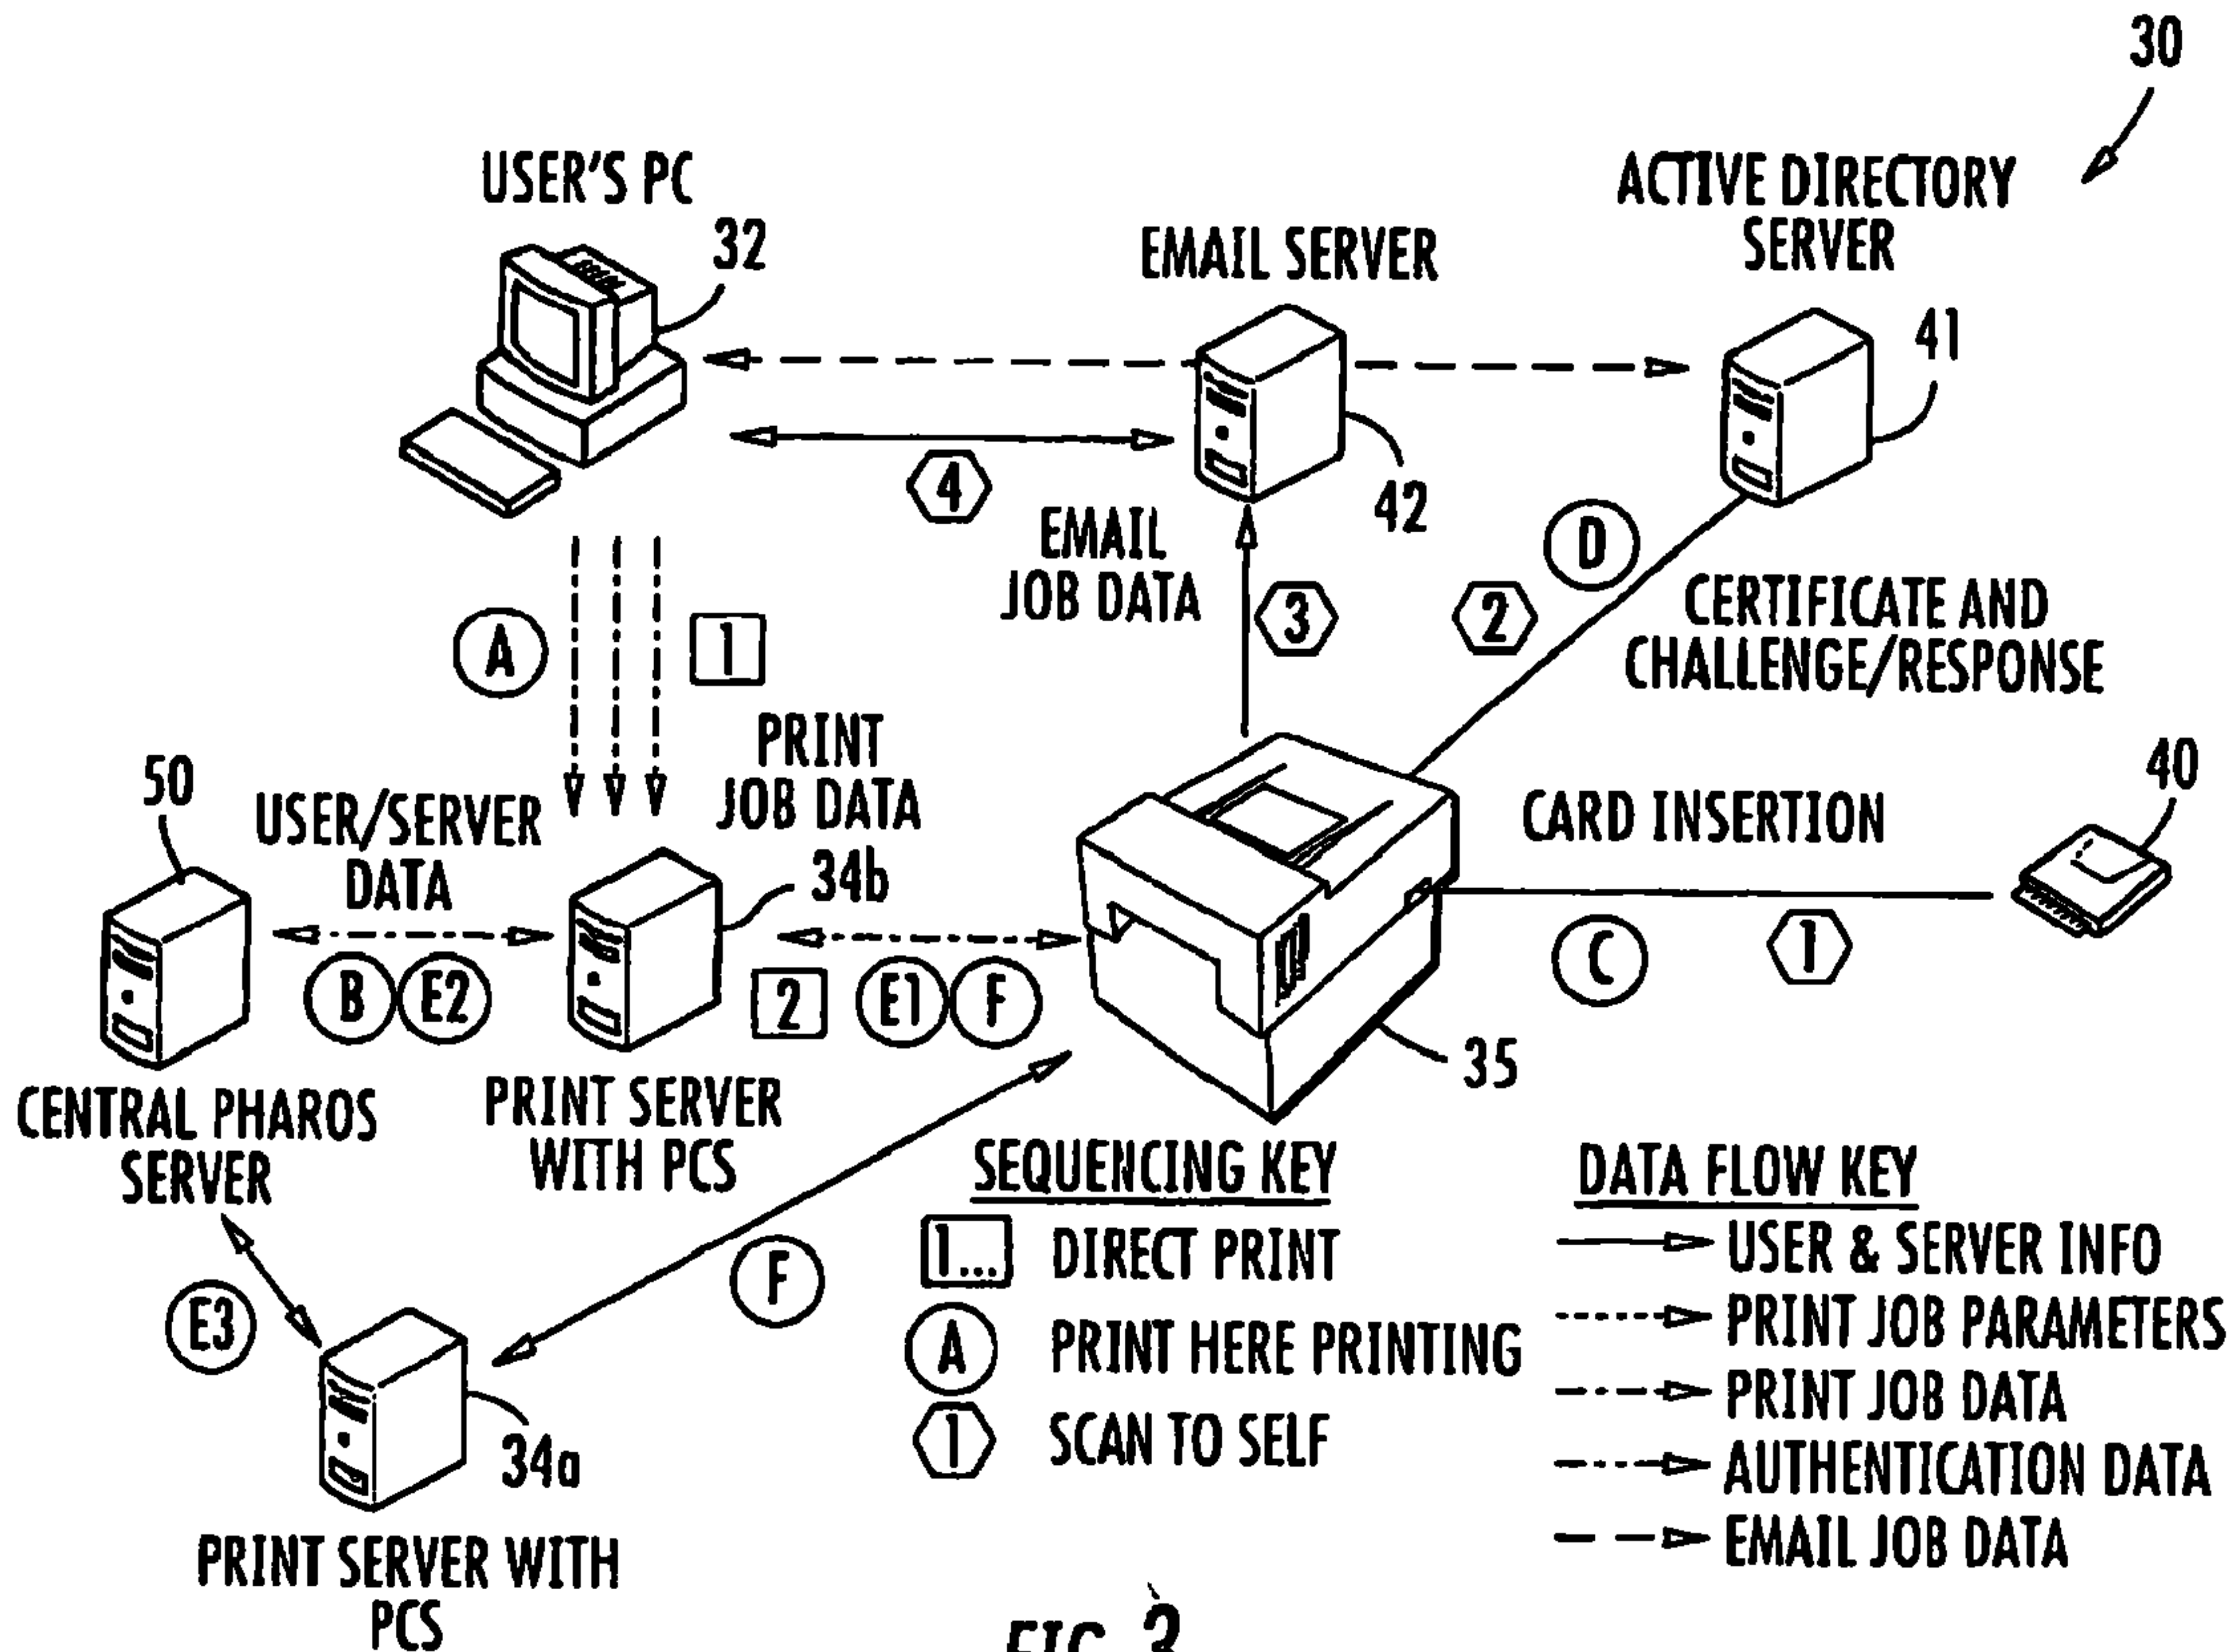 30
USER'S PC
32
EMAIL SERVER
ACTIVE DIRECTORY
SERVER
41
4
42
EMAIL
JOB DATA
3
2
D
CERTIFICATE AND
CHALLENGE/RESPONSE
A
1
PRINT
JOB DATA
50
USER/SERVER
DATA
34b
CARD INSERTION
40
B
E2
2
E1
F
C
1
35
CENTRAL PHAROS
SERVER
PRINT SERVER
WITH PCS
E3
F
34a
PRINT SERVER WITH
PCS
SEQUENCING KEY
1... DIRECT PRINT
A PRINT HERE PRINTING
1 SCAN TO SELF
DATA FLOW KEY
USER & SERVER INFO
PRINT JOB PARAMETERS
PRINT JOB DATA
AUTHENTICATION DATA
EMAIL JOB DATA